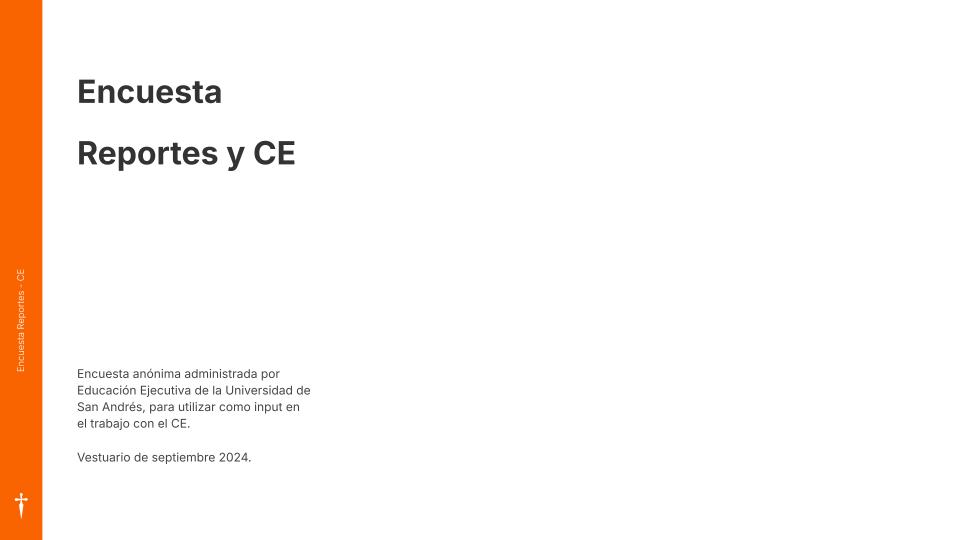 Encuesta
Reportes y CE
Encuesta Reportes - CE
Encuesta anónima administrada por
Educación Ejecutiva de la Universidad de
San Andrés, para utilizar como input en
el trabajo con el CE.
Vestuario de septiembre 2024.